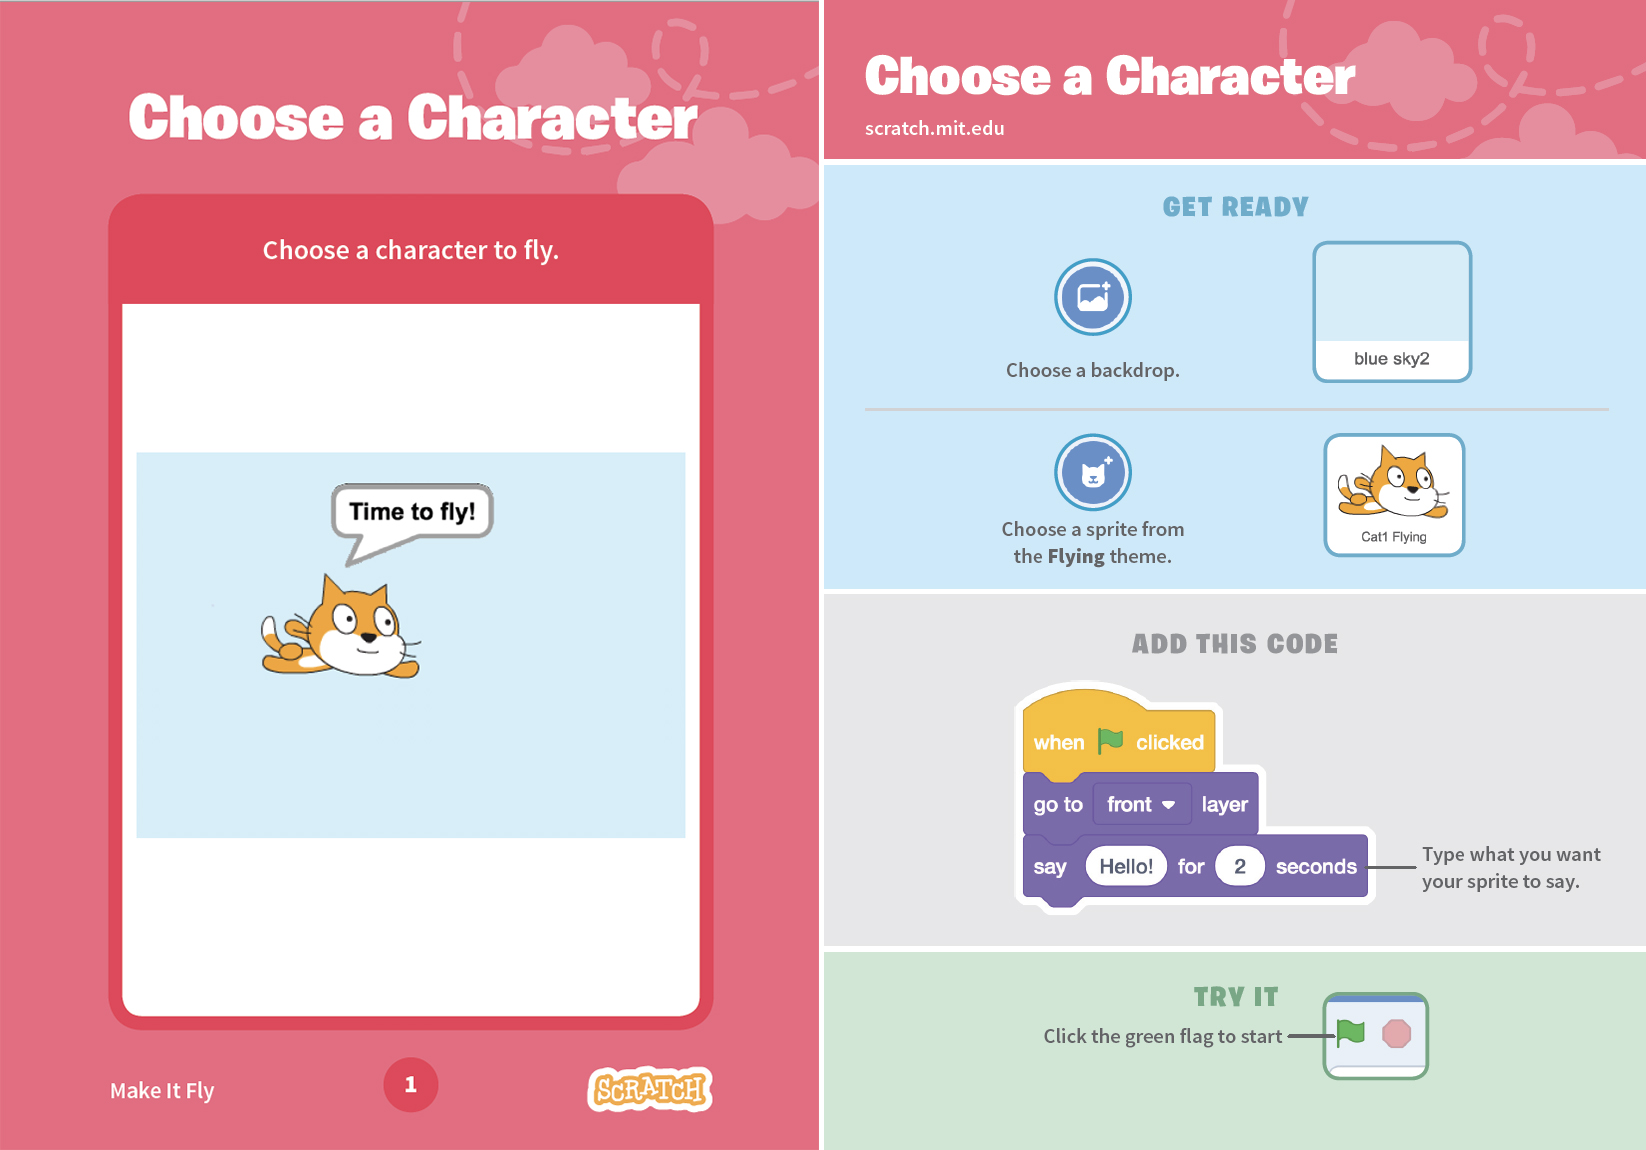 Choose a Character
Choose a character to fly.
Time to fly!
Make It Fly
1
SCRATCH
Choose a Character
scratch.mit.edu
GET READY
Choose a backdrop.
blue sky2
Choose a sprite from
the Flying theme.
Cat1 Flying
ADD THIS CODE
when clicked
go to front layer
say Hello! for 2 seconds
Type what you want
your sprite to say.
TRY IT
Click the green flag to start